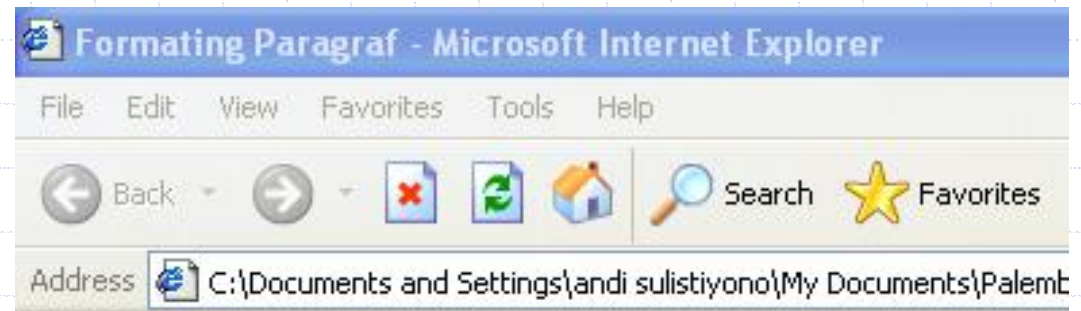 Formating Paragraf - Microsoft Internet Explorer
File Edit View Favorites Tools Help
Back Search Favorites
Address C:\Documents and Settings\andi sulistiyono\My Documents\Palemb